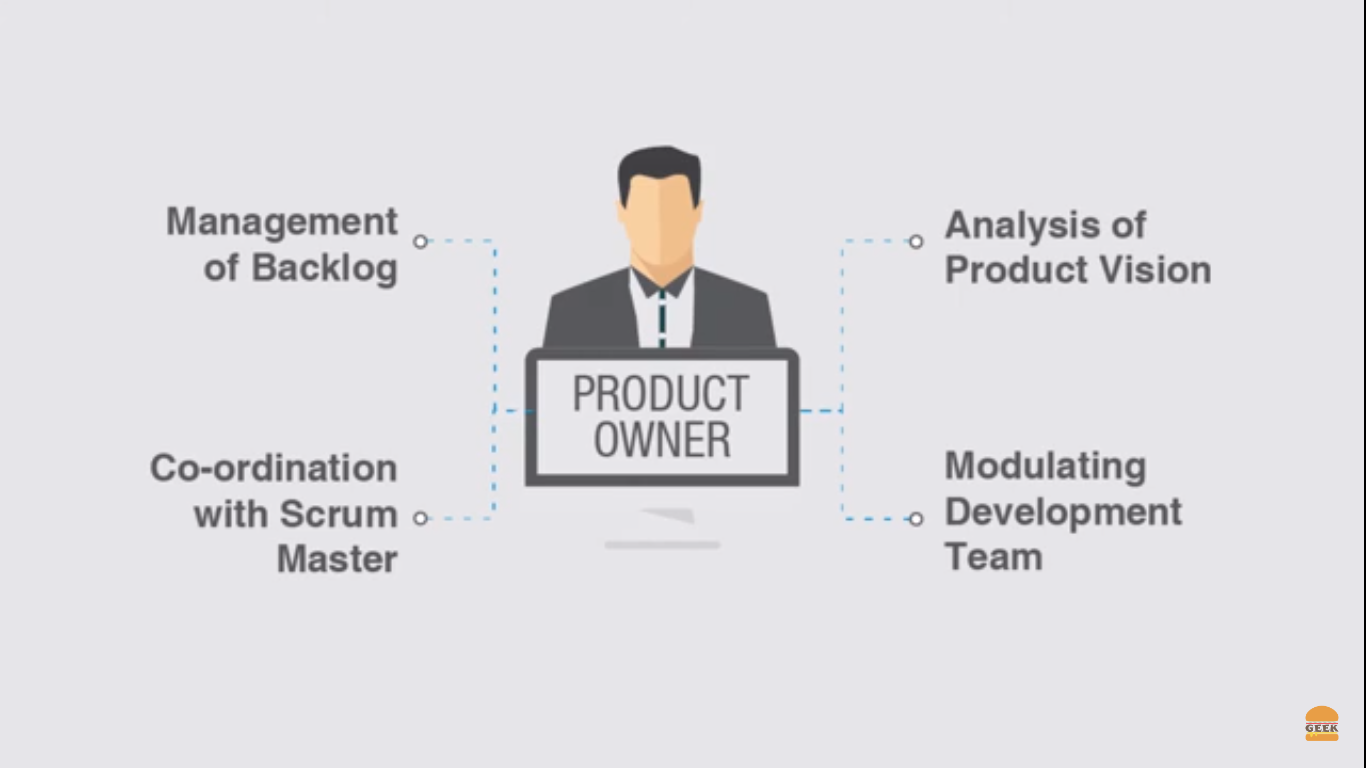 Management
of Backlog
Analysis of
Product Vision
PRODUCT
OWNER
Co-ordination
with Scrum
Master
Modulating
Development
Team
GEEK